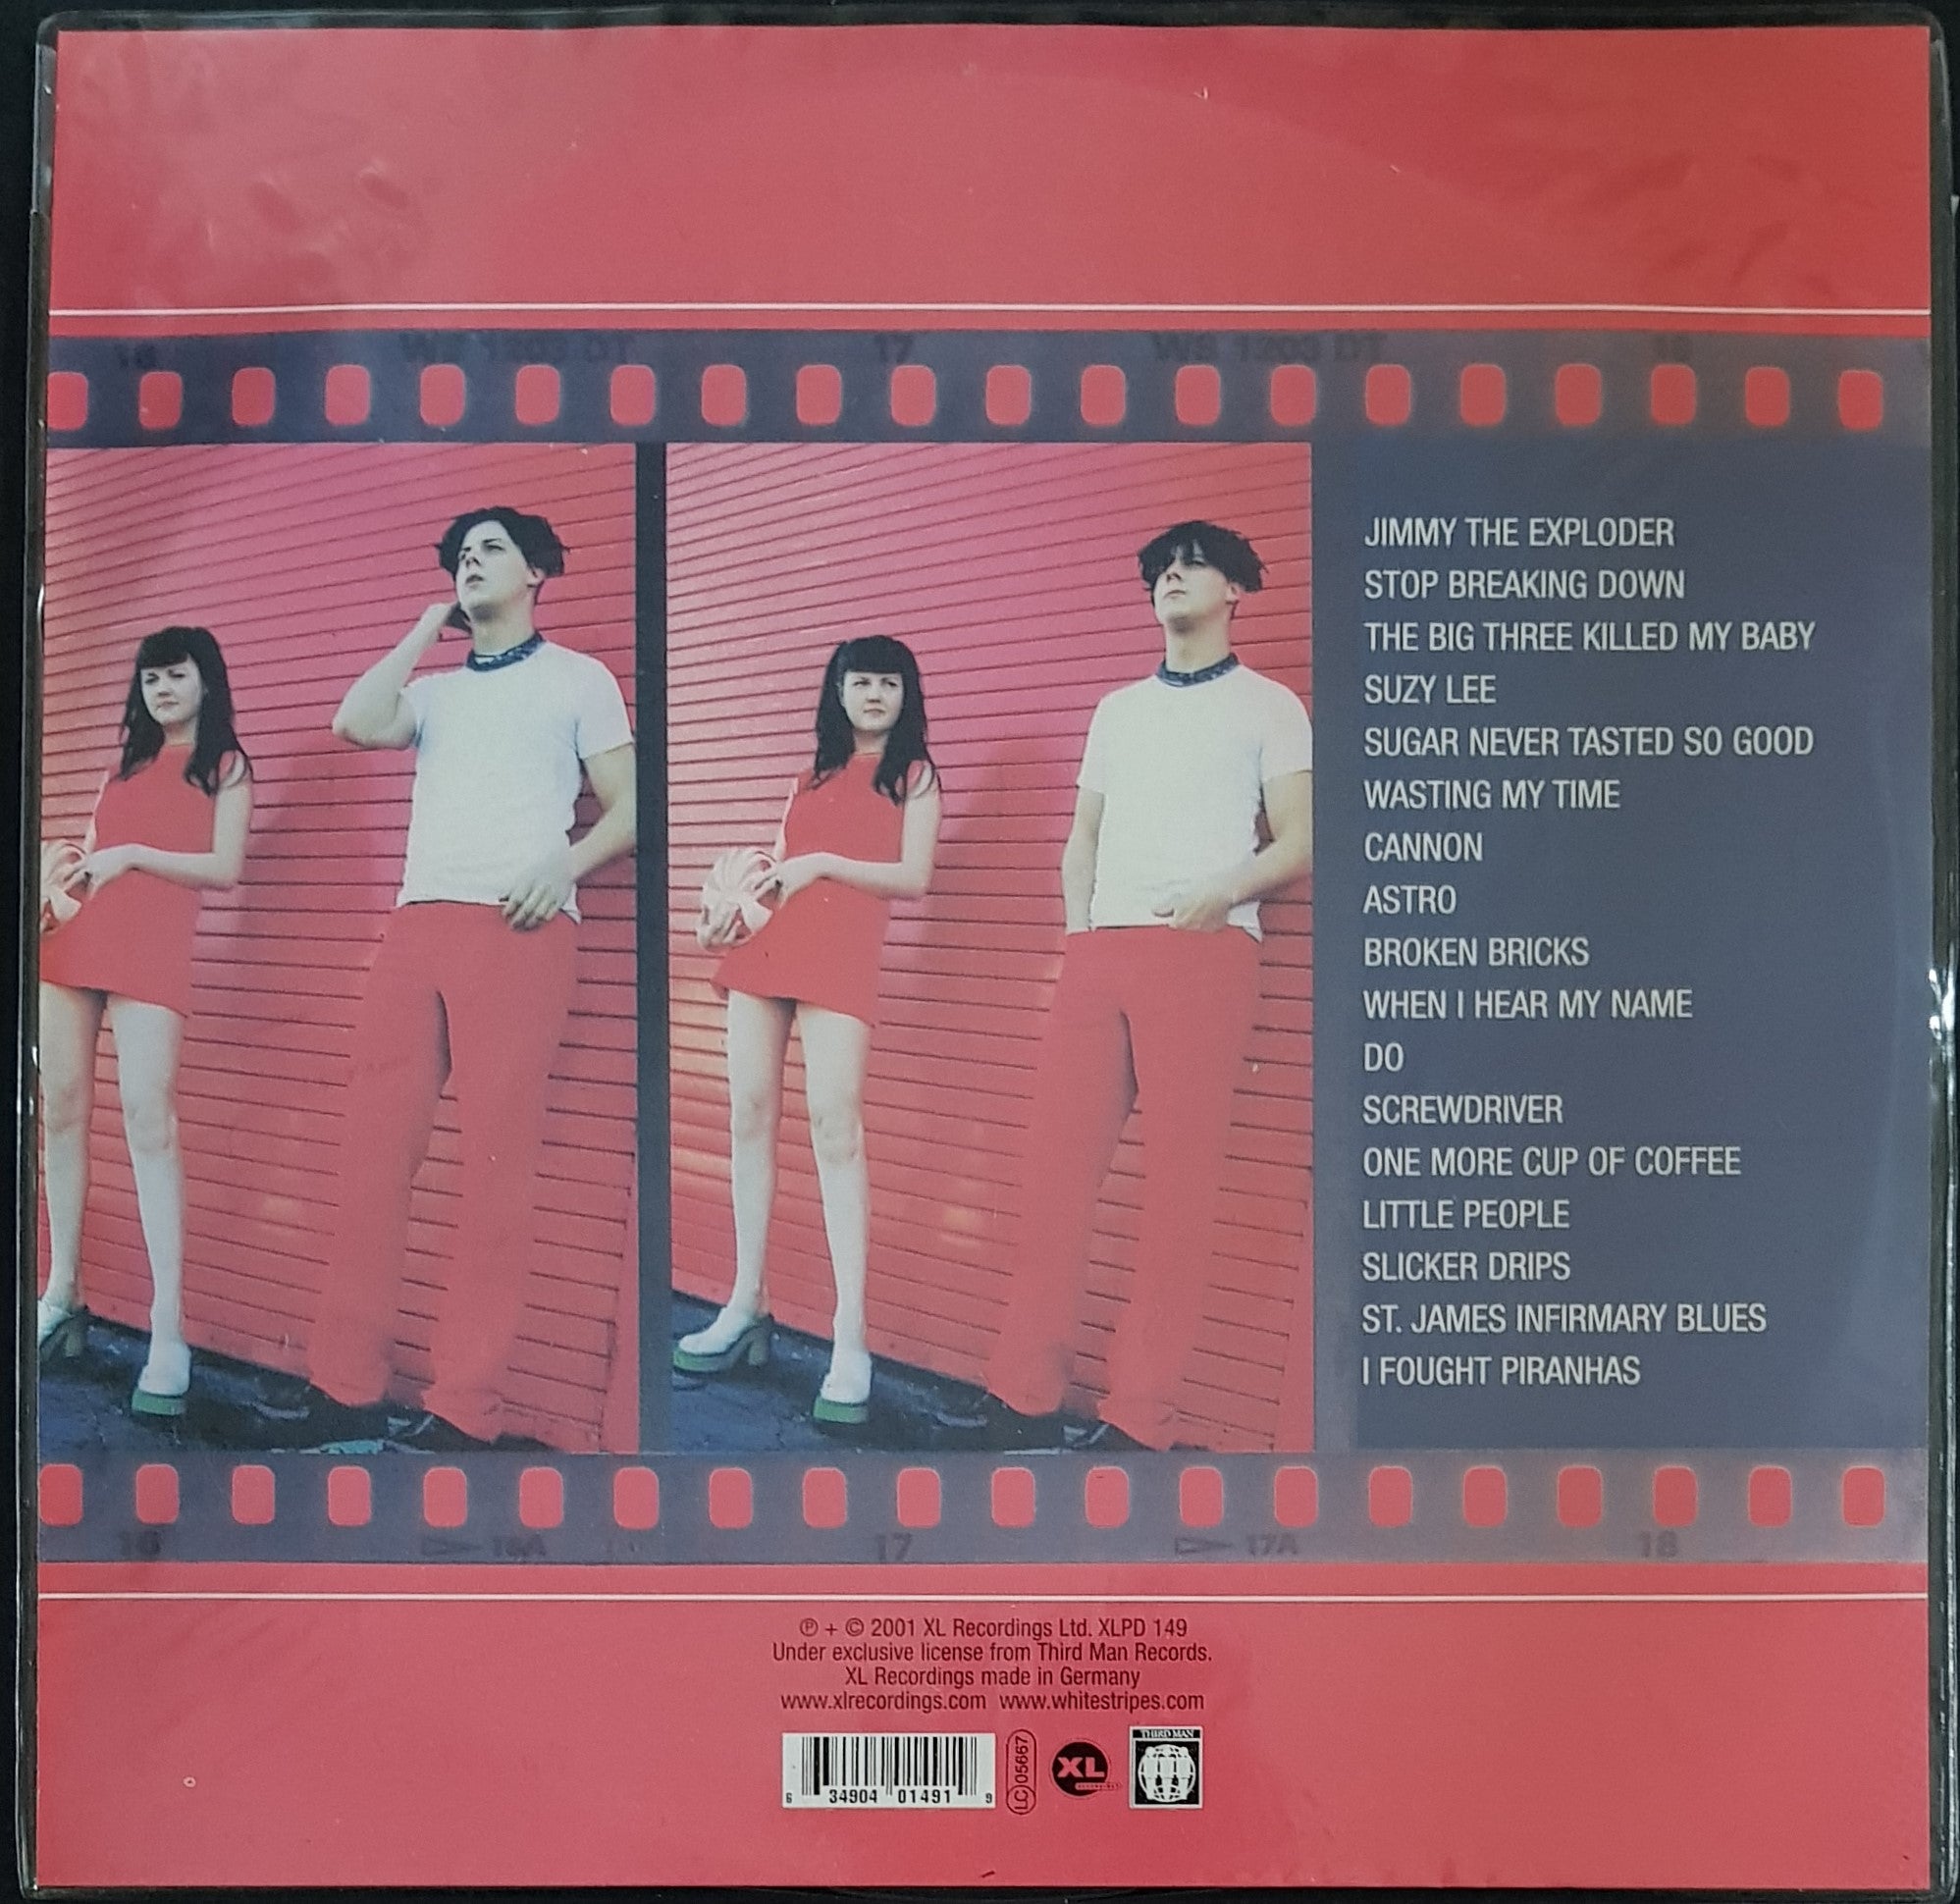 16 WS 1203 DT 17 WS 1203 DT 18
JIMMY THE EXPLODER
STOP BREAKING DOWN
THE BIG THREE KILLED MY BABY
SUZY LEE
SUGAR NEVER TASTED SO GOOD
WASTING MY TIME
CANNON
ASTRO
BROKEN BRICKS
WHEN I HEAR MY NAME
DO
SCREWDRIVER
ONE MORE CUP OF COFFEE
LITTLE PEOPLE
SLICKER DRIPS
ST. JAMES INFIRMARY BLUES
I FOUGHT PIRANHAS
16 16A 17 17A 18
℗ + © 2001 XL Recordings Ltd. XLPD 149
Under exclusive license from Third Man Records.
XL Recordings made in Germany
www.xlrecordings.com www.whitestripes.com
6 34904 01491 9
LC 05667
XL
THIRD MAN